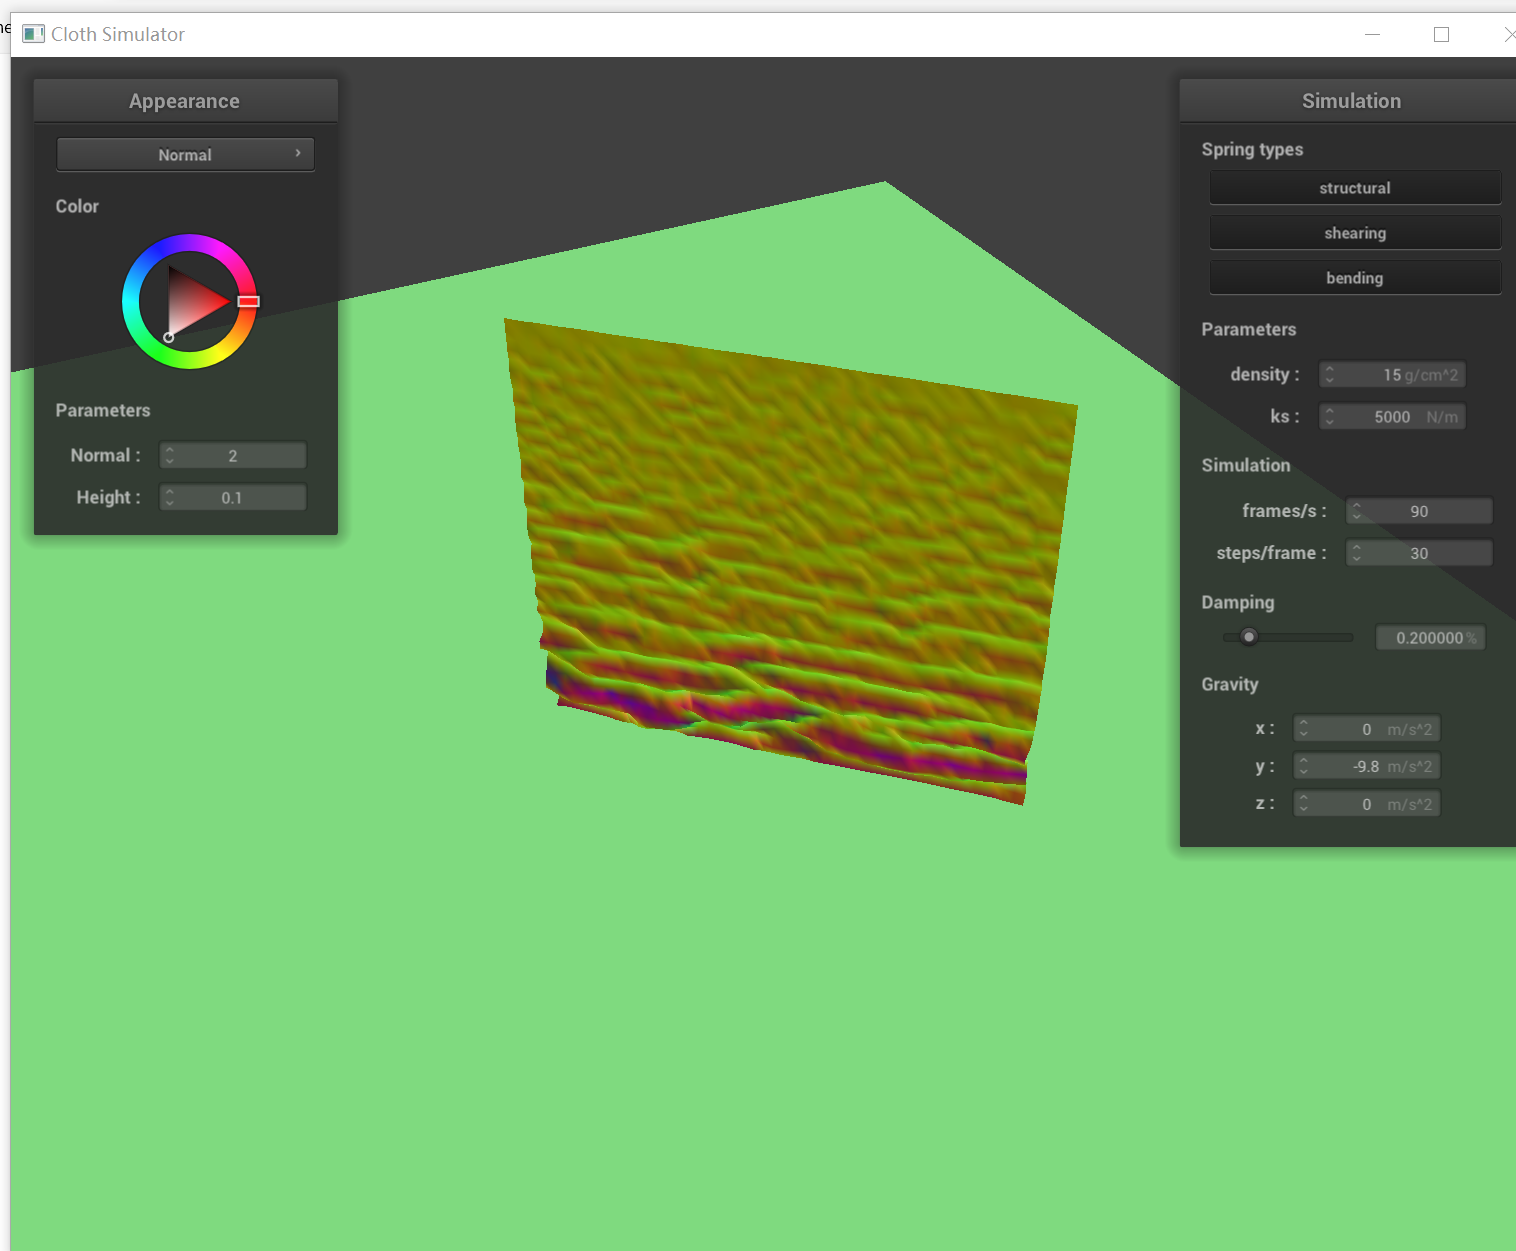 Cloth Simulator
Appearance
Normal
Color
Parameters
Normal : 2
Height : 0.1
Simulation
Spring types
structural
shearing
bending
Parameters
density : 15 g/cm^2
ks : 5000 N/m
Simulation
frames/s : 90
steps/frame : 30
Damping
0.200000 %
Gravity
x : 0 m/s^2
y : -9.8 m/s^2
z : 0 m/s^2